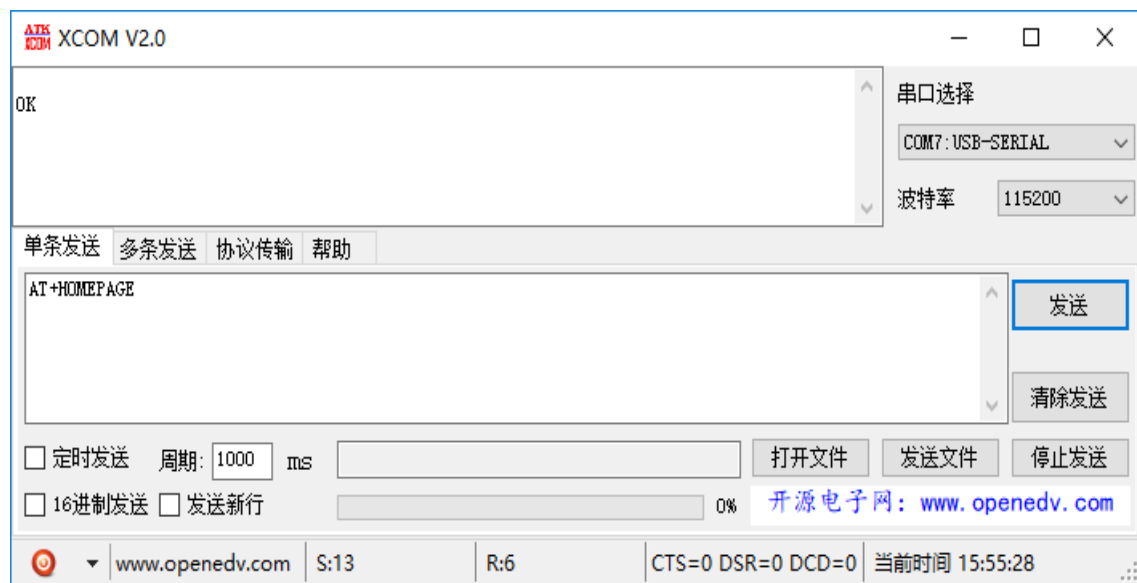 ATK XCOM XCOM V2.0
OK
串口选择
COM7:USB-SERIAL
波特率 115200
单条发送 多条发送 协议传输 帮助
AT+HOMEPAGE
发送
清除发送
定时发送 周期: 1000 ms 打开文件 发送文件 停止发送
16进制发送 发送新行 0% 开源电子网: www.openedv.com
www.openedv.com S:13 R:6 CTS=0 DSR=0 DCD=0 当前时间 15:55:28